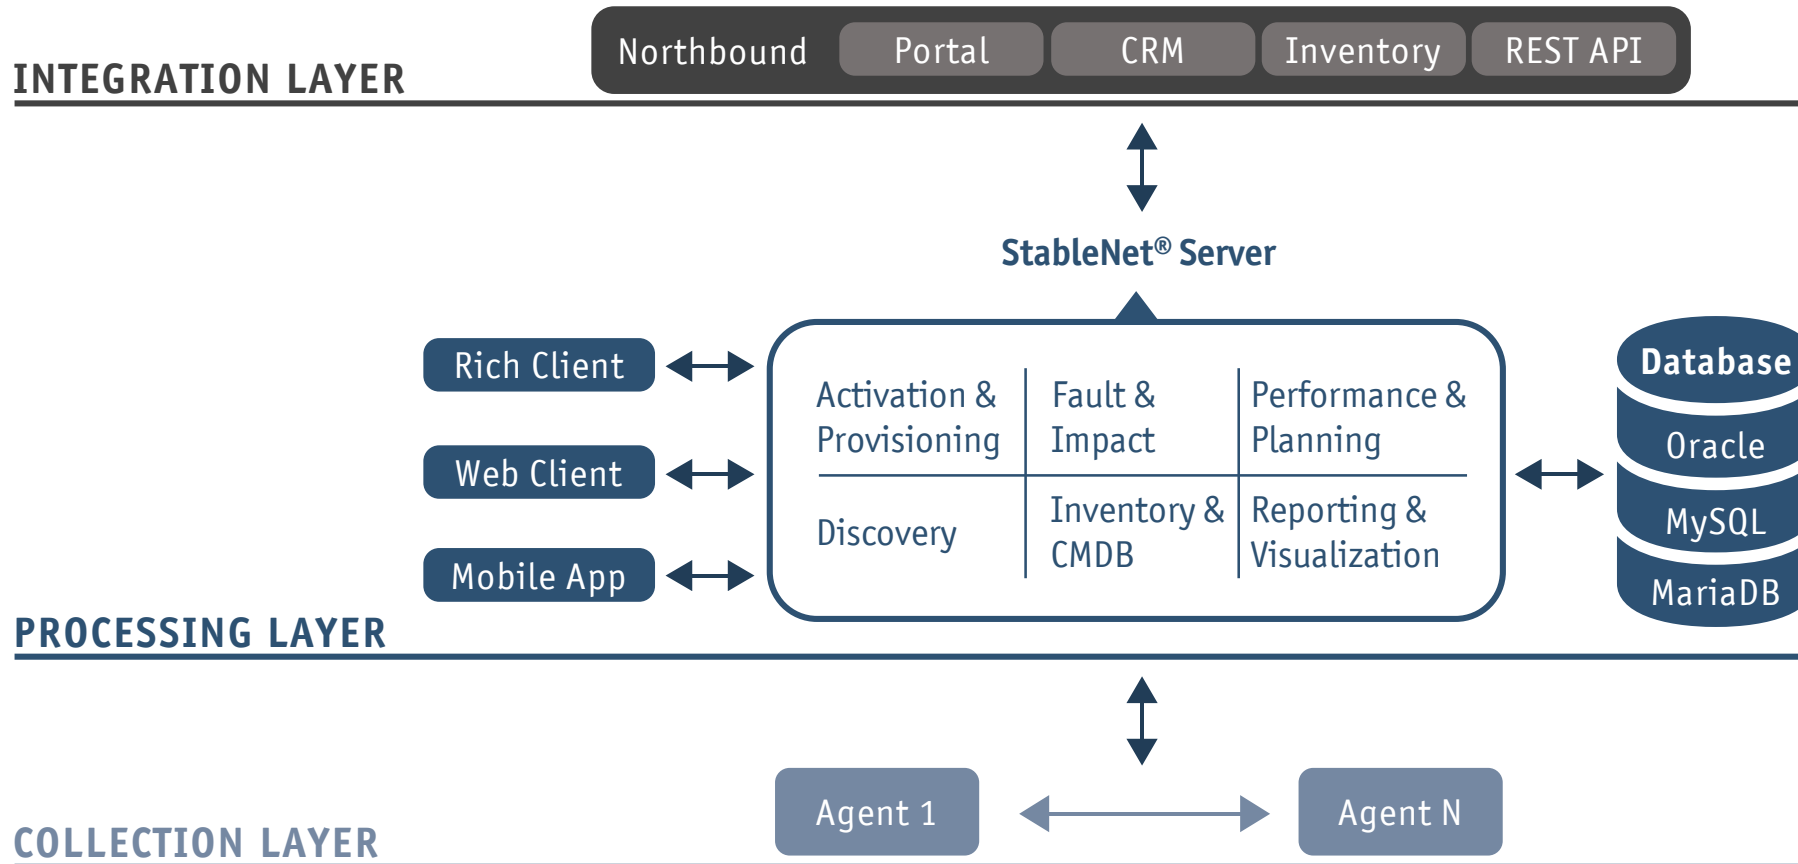 Northbound Portal CRM Inventory REST API
INTEGRATION LAYER
StableNet® Server
Rich Client
Web Client
Mobile App
Activation &
Provisioning
Fault &
Impact
Performance &
Planning
Discovery
Inventory &
CMDB
Reporting &
Visualization
Database
Oracle
MySQL
MariaDB
PROCESSING LAYER
Agent 1
Agent N
COLLECTION LAYER